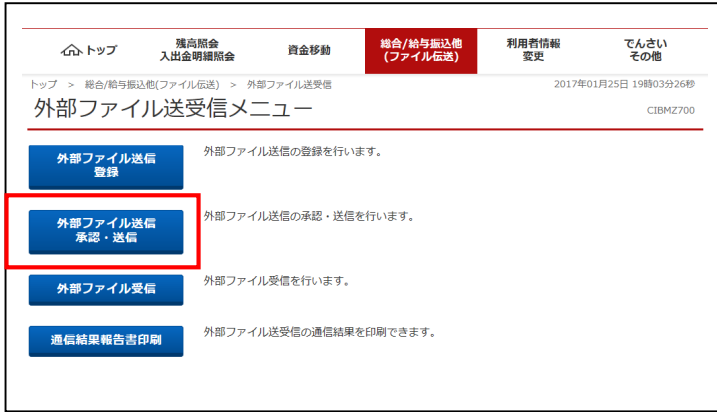 トップ
残高照会
入出金明細照会
資金移動
総合/給与振込他
(ファイル伝送)
利用者情報
変更
でんさい
その他
トップ > 総合/給与振込他(ファイル伝送) > 外部ファイル送受信
2017年01月25日 19時03分26秒
外部ファイル送受信メニュー
CIBMZ700
外部ファイル送信
登録
外部ファイル送信の登録を行います。
外部ファイル送信
承認・送信
外部ファイル送信の承認・送信を行います。
外部ファイル受信
外部ファイル受信を行います。
通信結果報告書印刷
外部ファイル送受信の通信結果を印刷できます。